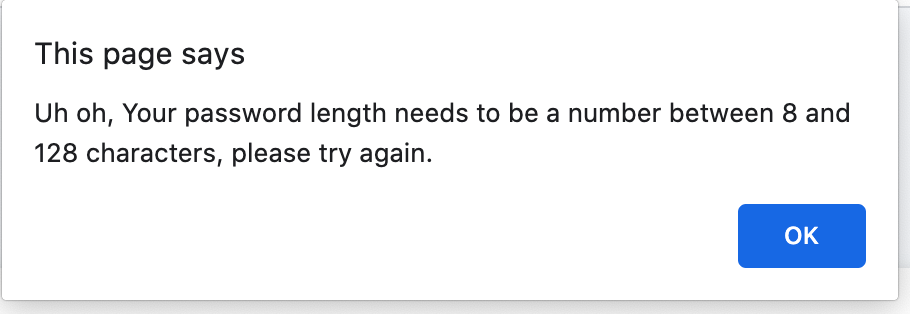 This page says
Uh oh, Your password length needs to be a number between 8 and
128 characters, please try again.
OK